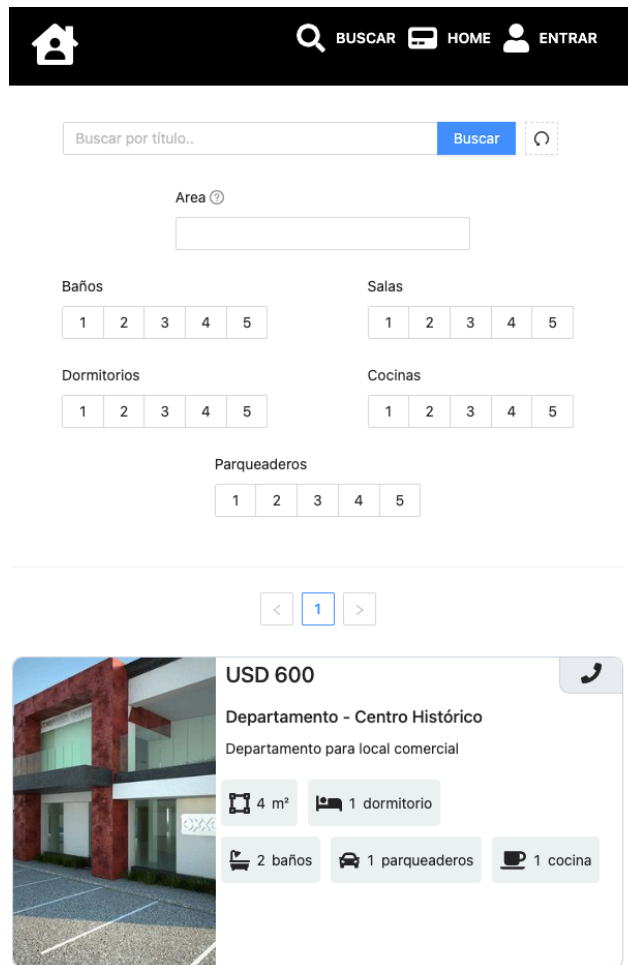 BUSCAR HOME ENTRAR
Buscar por título.. Buscar
Area
Baños Salas
1 2 3 4 5 1 2 3 4 5
Dormitorios Cocinas
1 2 3 4 5 1 2 3 4 5
Parqueaderos
1 2 3 4 5
< 1 >
USD 600
Departamento - Centro Histórico
Departamento para local comercial
4 m² 1 dormitorio
2 baños 1 parqueaderos 1 cocina